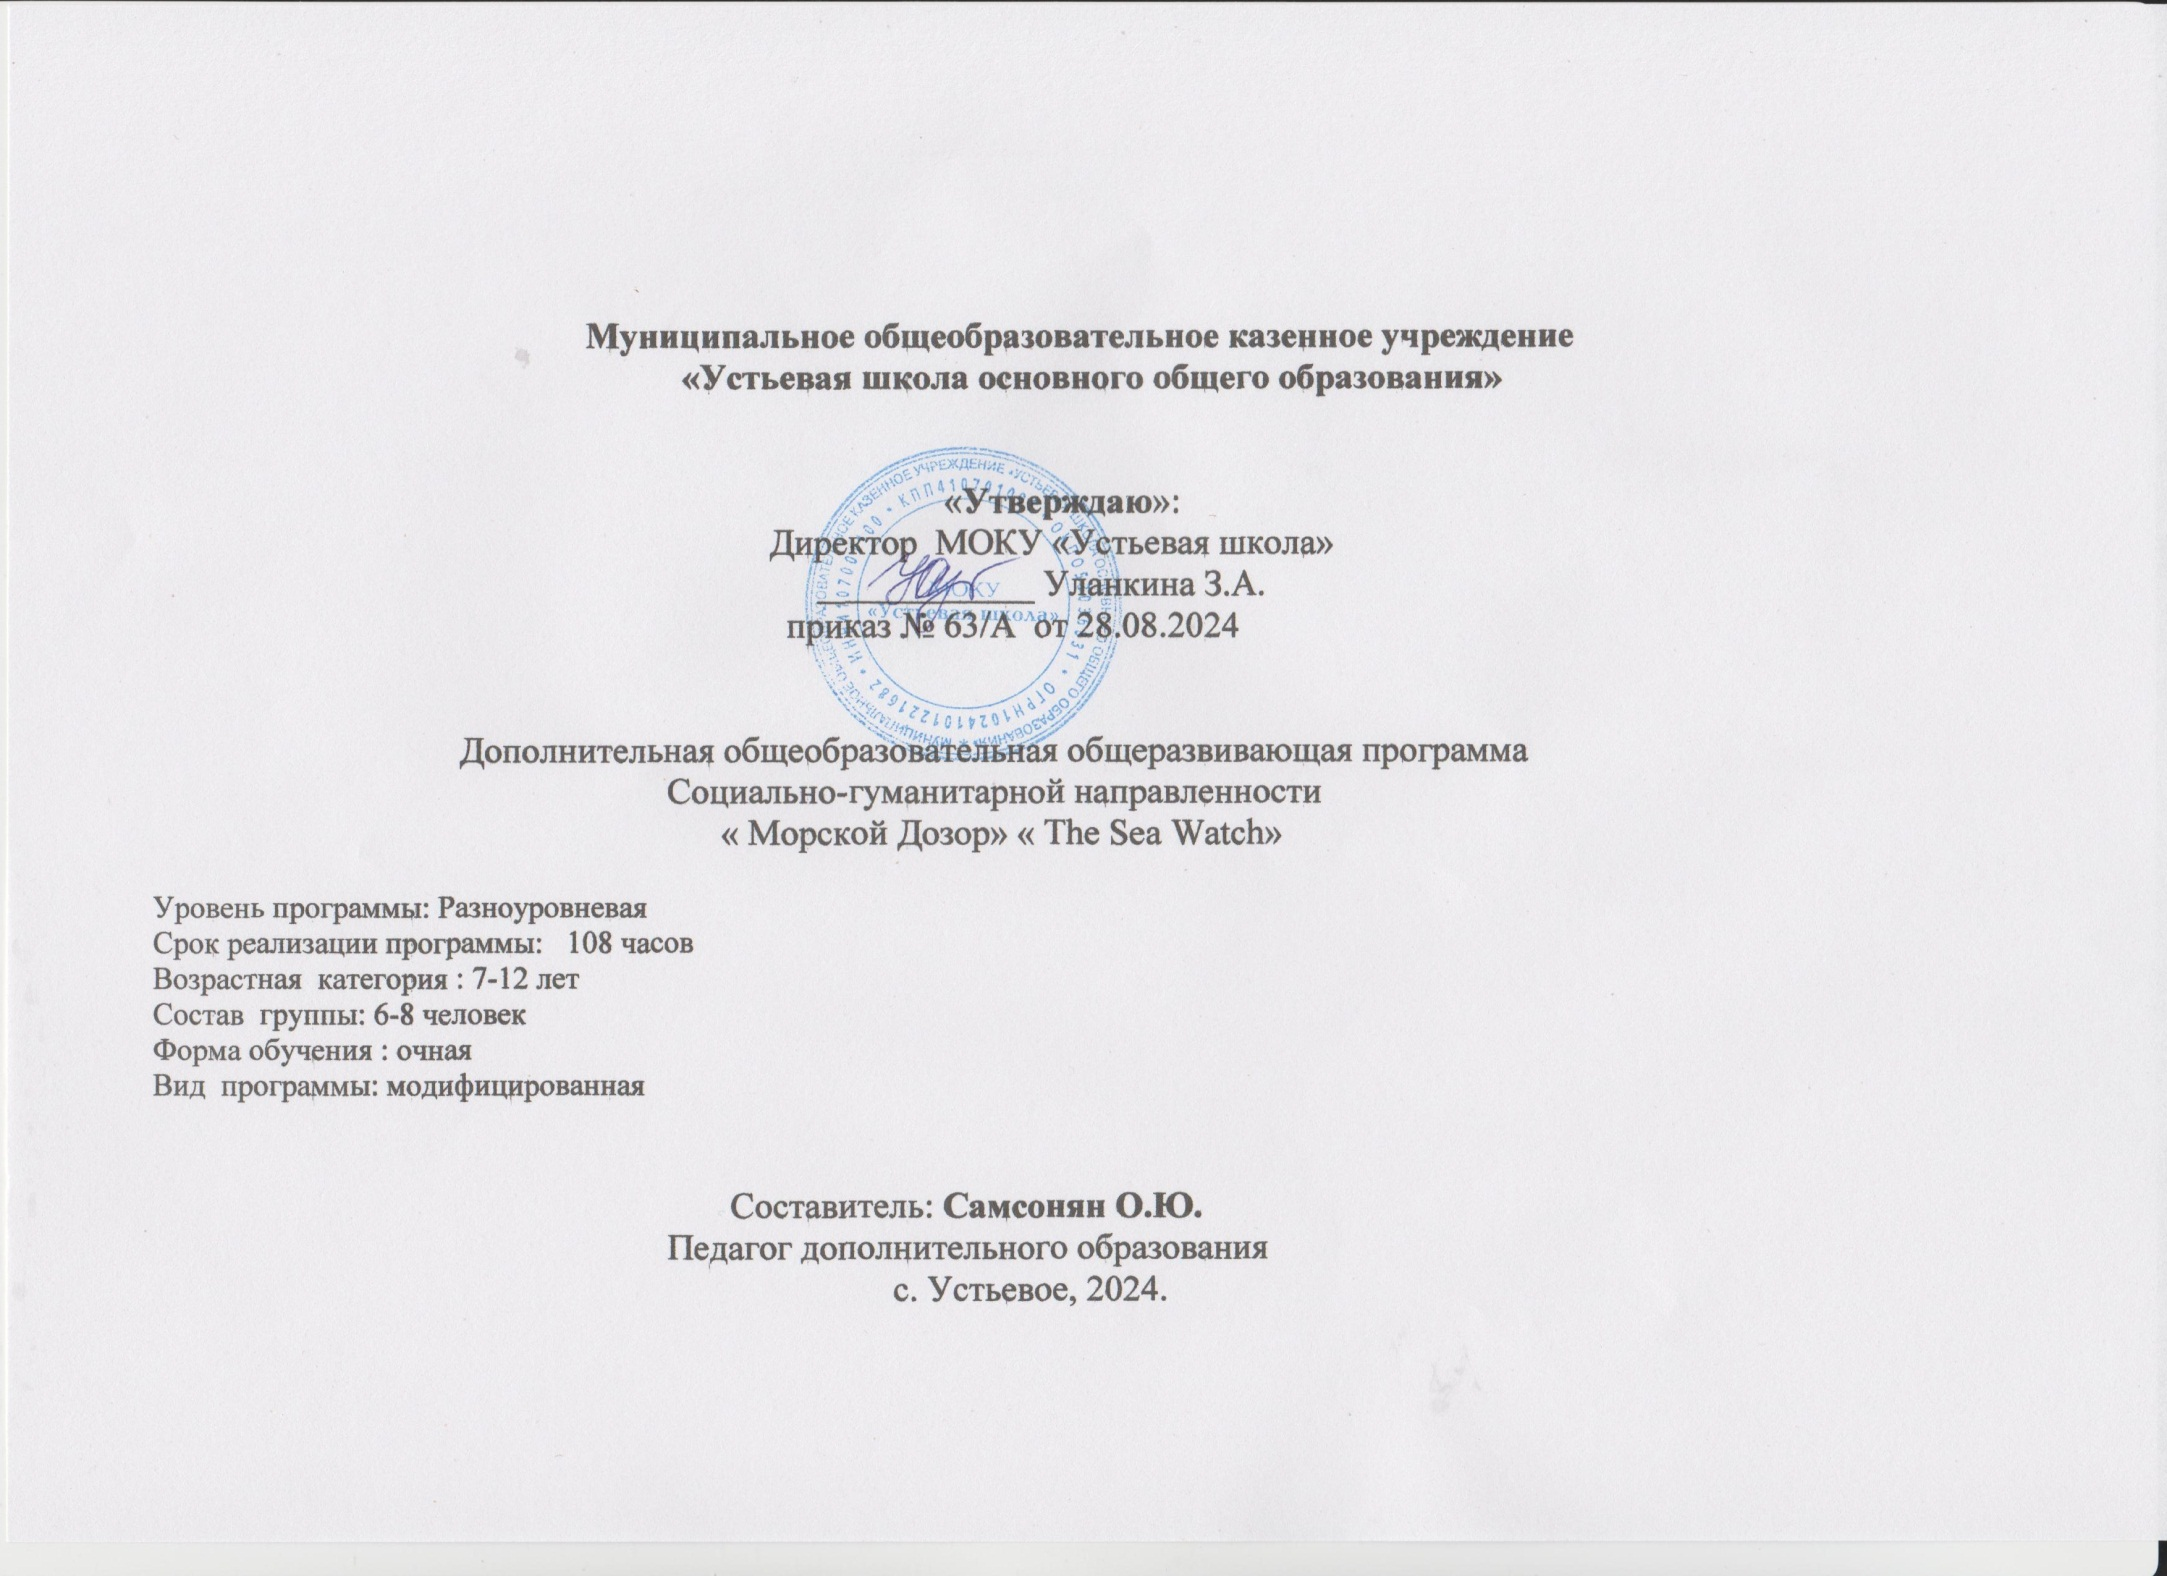 Муниципальное общеобразовательное казенное учреждение
«Устьевая школа основного общего образования»
«Утверждаю»:
Директор МОКУ «Устьевая школа»
Уланкина З.А.
приказ № 63/А от 28.08.2024
МОКУ
«Устьевая школа»
Дополнительная общеобразовательная общеразвивающая программа
Социально-гуманитарной направленности
« Морской Дозор» « The Sea Watch»
Уровень программы: Разноуровневая
Срок реализации программы: 108 часов
Возрастная категория : 7-12 лет
Состав группы: 6-8 человек
Форма обучения : очная
Вид программы: модифицированная
Составитель: Самсонян О.Ю.
Педагог дополнительного образования
с. Устьевое, 2024.